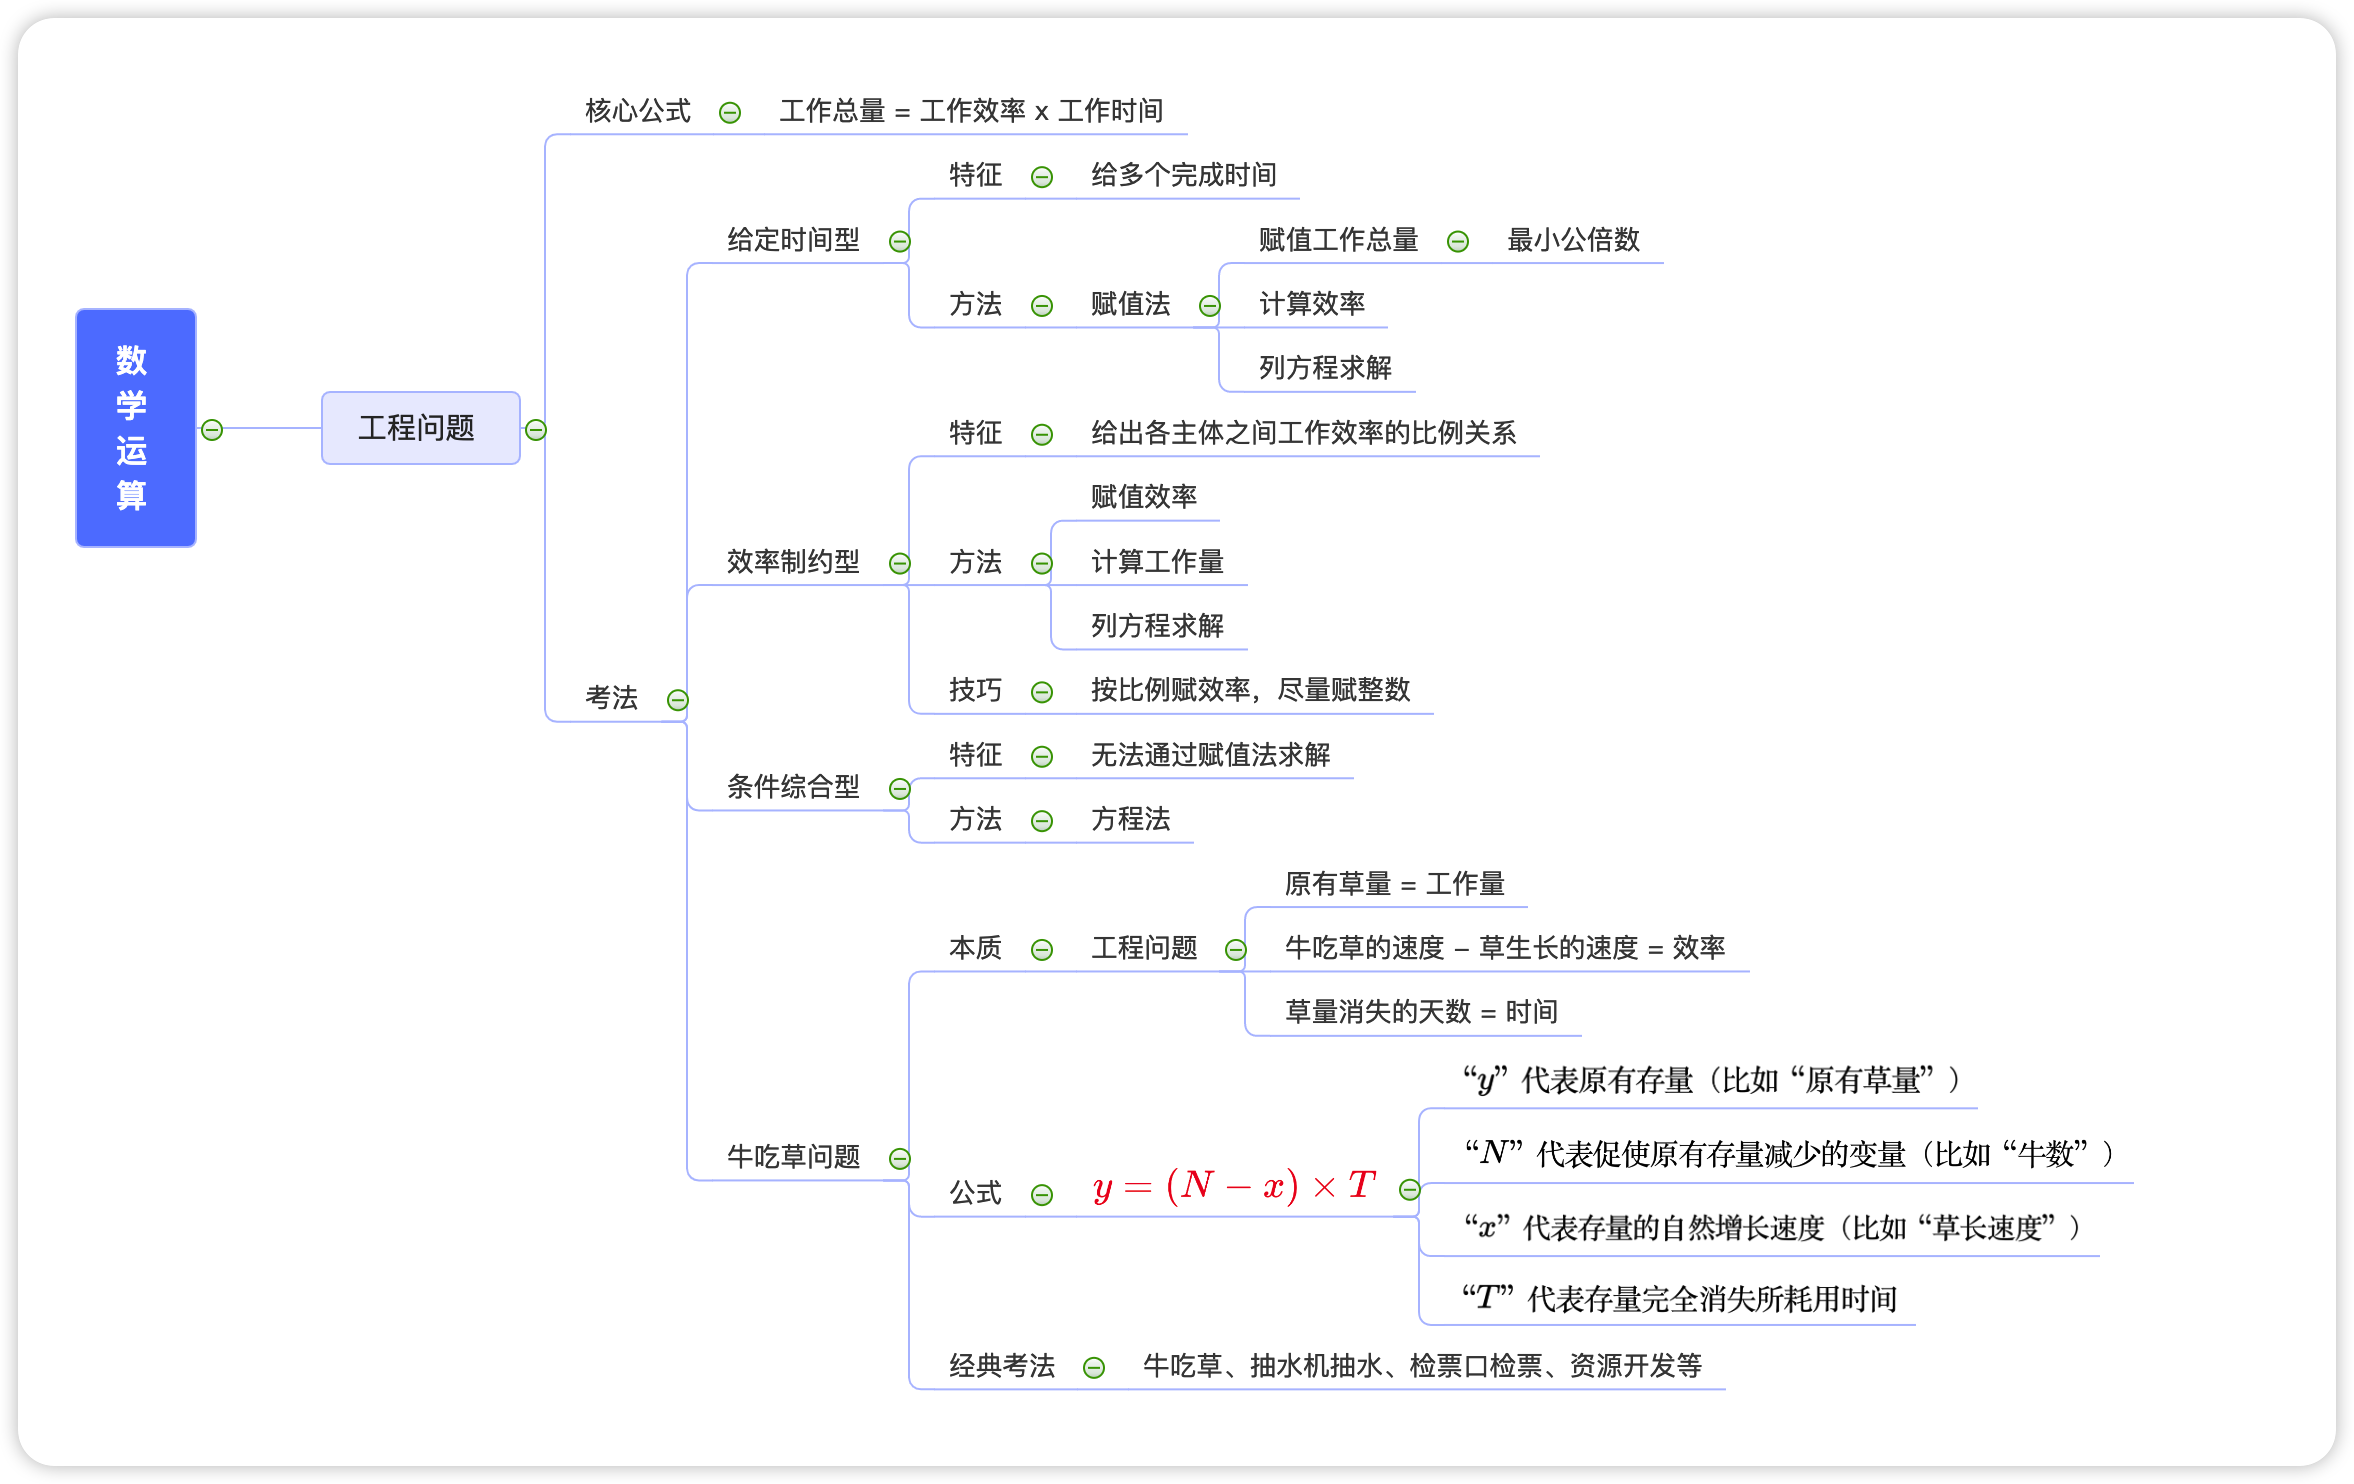 数
学
运
算
工程问题
核心公式
工作总量 = 工作效率 x 工作时间
考法
给定时间型
特征
给多个完成时间
方法
赋值法
赋值工作总量
最小公倍数
计算效率
列方程求解
效率制约型
特征
给出各主体之间工作效率的比例关系
方法
赋值效率
计算工作量
列方程求解
技巧
按比例赋效率，尽量赋整数
条件综合型
特征
无法通过赋值法求解
方法
方程法
牛吃草问题
本质
工程问题
原有草量 = 工作量
牛吃草的速度 – 草生长的速度 = 效率
草量消失的天数 = 时间
公式
y = (N − x) × T
“y” 代表原有存量（比如 “原有草量” ）
“N” 代表促使原有存量减少的变量（比如 “牛数” ）
“x” 代表存量的自然增长速度（比如 “草长速度” ）
“T” 代表存量完全消失所耗用时间
经典考法
牛吃草、抽水机抽水、检票口检票、资源开发等